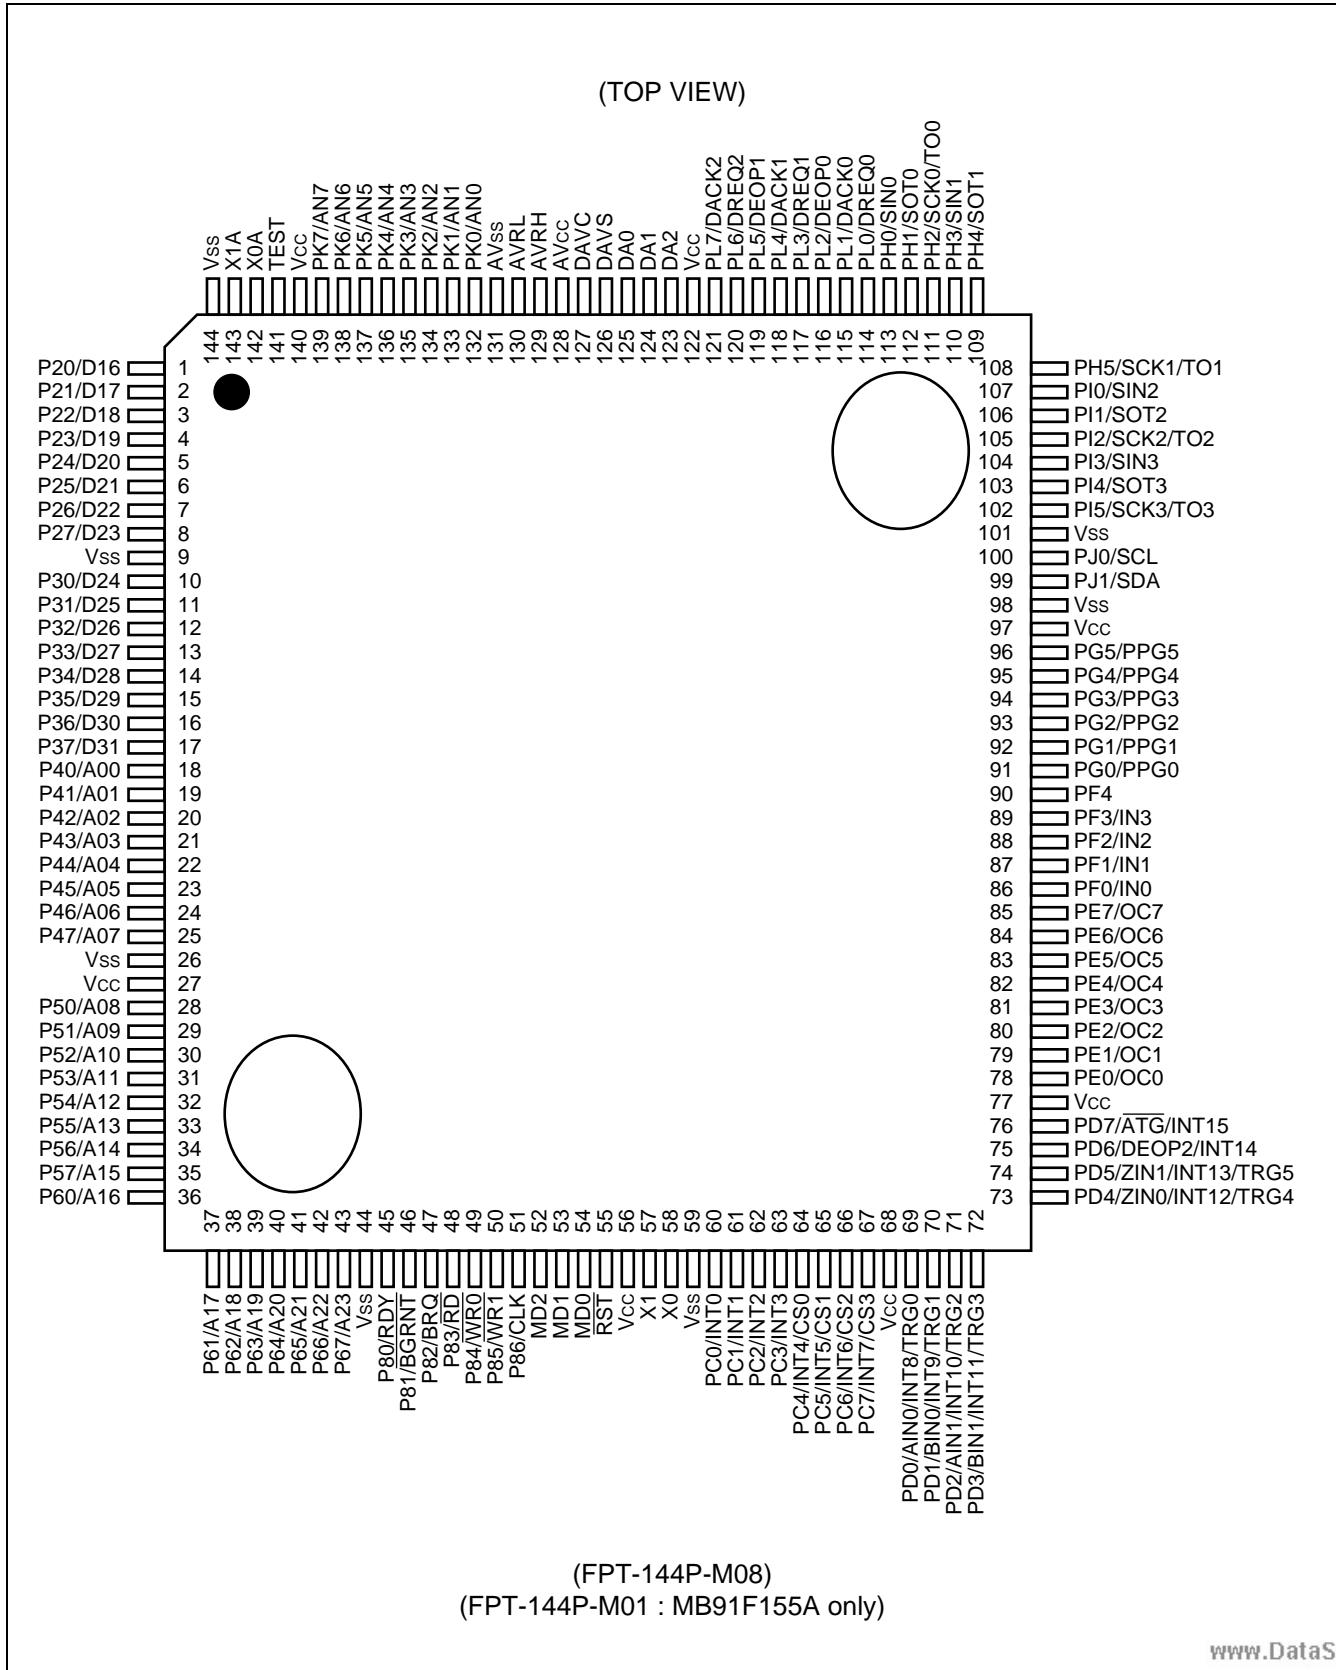 (TOP VIEW)
Vss
X1A
X0A
TEST
Vcc
PK7/AN7
PK6/AN6
PK5/AN5
PK4/AN4
PK3/AN3
PK2/AN2
PK1/AN1
PK0/AN0
AVss
AVRL
AVRH
AVcc
DAVC
DAVS
DA0
DA1
DA2
Vcc
PL7/DACK2
PL6/DREQ2
PL5/DEOP1
PL4/DACK1
PL3/DREQ1
PL2/DEOP0
PL1/DACK0
PL0/DREQ0
PH0/SIN0
PH1/SOT0
PH2/SCK0/TO0
PH3/SIN1
PH4/SOT1
144
143
142
141
140
139
138
137
136
135
134
133
132
131
130
129
128
127
126
125
124
123
122
121
120
119
118
117
116
115
114
113
112
111
110
109
P20/D16 1
P21/D17 2
P22/D18 3
P23/D19 4
P24/D20 5
P25/D21 6
P26/D22 7
P27/D23 8
Vss 9
P30/D24 10
P31/D25 11
P32/D26 12
P33/D27 13
P34/D28 14
P35/D29 15
P36/D30 16
P37/D31 17
P40/A00 18
P41/A01 19
P42/A02 20
P43/A03 21
P44/A04 22
P45/A05 23
P46/A06 24
P47/A07 25
Vss 26
Vcc 27
P50/A08 28
P51/A09 29
P52/A10 30
P53/A11 31
P54/A12 32
P55/A13 33
P56/A14 34
P57/A15 35
P60/A16 36
108 PH5/SCK1/TO1
107 PI0/SIN2
106 PI1/SOT2
105 PI2/SCK2/TO2
104 PI3/SIN3
103 PI4/SOT3
102 PI5/SCK3/TO3
101 Vss
100 PJ0/SCL
99 PJ1/SDA
98 Vss
97 Vcc
96 PG5/PPG5
95 PG4/PPG4
94 PG3/PPG3
93 PG2/PPG2
92 PG1/PPG1
91 PG0/PPG0
90 PF4
89 PF3/IN3
88 PF2/IN2
87 PF1/IN1
86 PF0/IN0
85 PE7/OC7
84 PE6/OC6
83 PE5/OC5
82 PE4/OC4
81 PE3/OC3
80 PE2/OC2
79 PE1/OC1
78 PE0/OC0
77 Vcc
76 PD7/ATG/INT15
75 PD6/DEOP2/INT14
74 PD5/ZIN1/INT13/TRG5
73 PD4/ZIN0/INT12/TRG4
37
38
39
40
41
42
43
44
45
46
47
48
49
50
51
52
53
54
55
56
57
58
59
60
61
62
63
64
65
66
67
68
69
70
71
72
P61/A17
P62/A18
P63/A19
P64/A20
P65/A21
P66/A22
P67/A23
Vss
P80/RDY
P81/BGRNT
P82/BRQ
P83/RD
P84/WR0
P85/WR1
P86/CLK
MD2
MD1
MD0
RST
Vcc
X1
X0
Vss
PC0/INT0
PC1/INT1
PC2/INT2
PC3/INT3
PC4/INT4/CS0
PC5/INT5/CS1
PC6/INT6/CS2
PC7/INT7/CS3
Vcc
PD0/AIN0/INT8/TRG0
PD1/BIN0/INT9/TRG1
PD2/AIN1/INT10/TRG2
PD3/BIN1/INT11/TRG3
(FPT-144P-M08)
(FPT-144P-M01 : MB91F155A only)
www.DataS